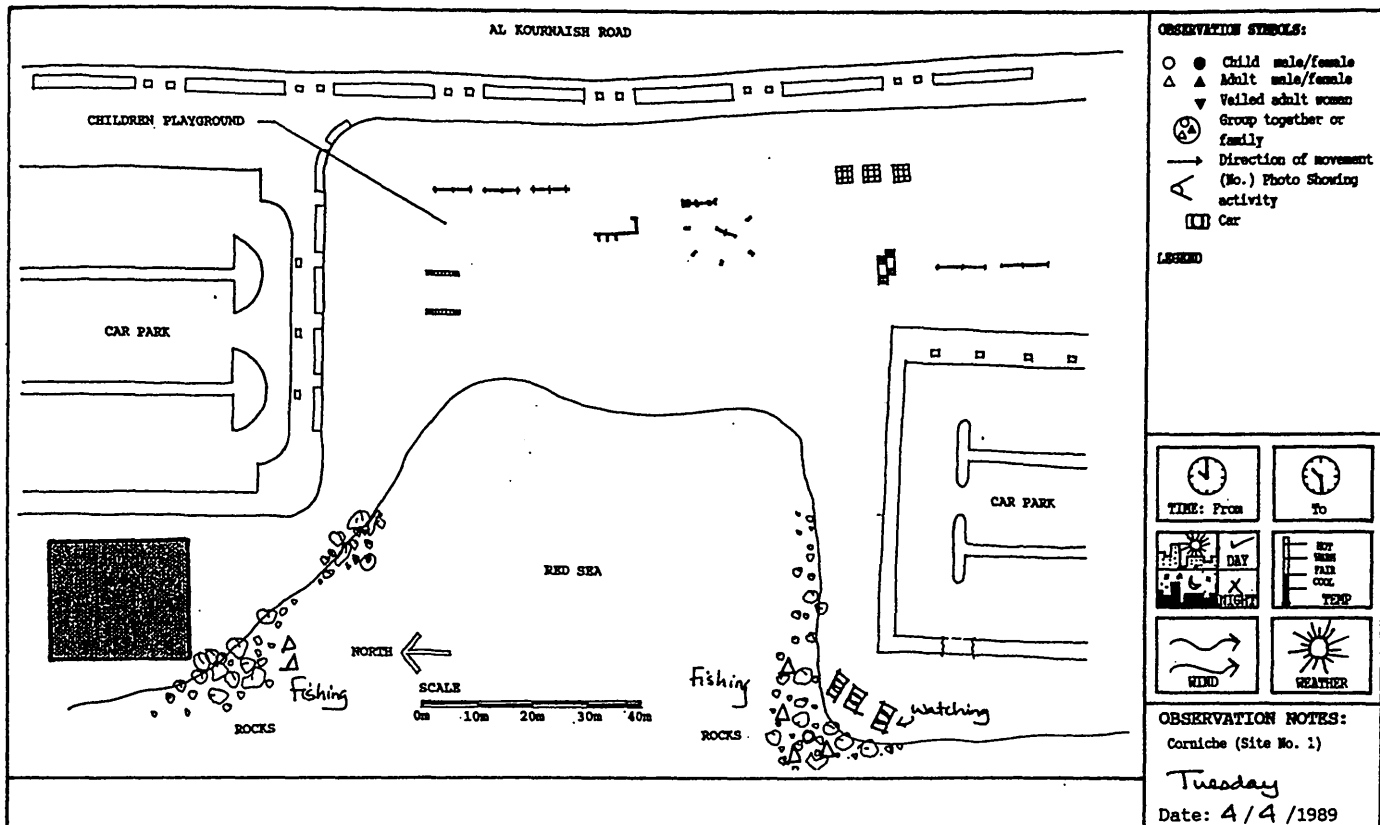 AL KOURNAISH ROAD
CHILDREN PLAYGROUND
CAR PARK
RED SEA
CAR PARK
NORTH
SCALE
0m 10m 20m 30m 40m
Fishing
ROCKS
Fishing
ROCKS
Watching
OBSERVATION SYMBOLS:
Child male/female
Adult male/female
Veiled adult women
Group together or
family
Direction of movement
(No.) Photo Showing
activity
Car
LEGEND
TIME: From
To
DAY
NIGHT
HOT
WARM
FAIR
COOL
TEMP
WIND
WEATHER
OBSERVATION NOTES:
Corniche (Site No. 1)
Tuesday
Date: 4/4/1989